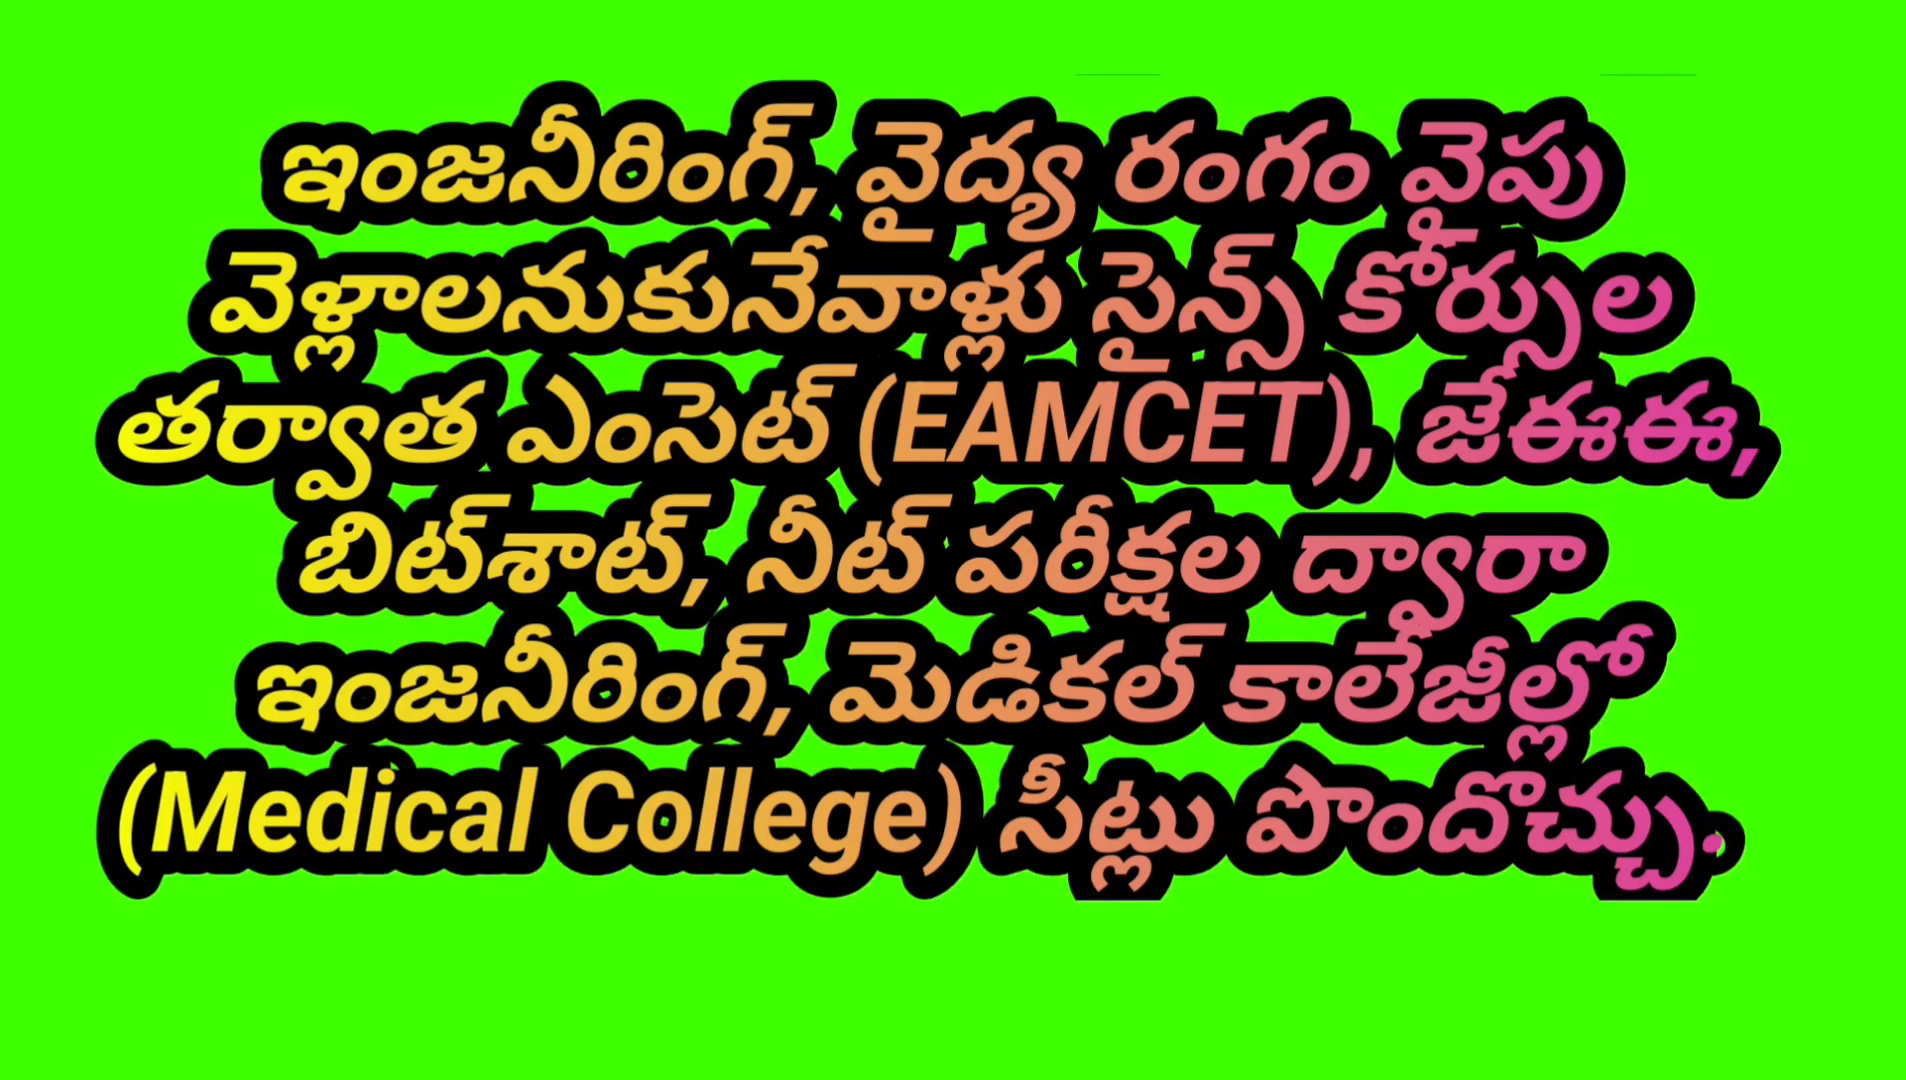 ఇంజనీరింగ్, వైద్య రంగం వైపు
వెళ్లాలనుకునేవాళ్లు సైన్స్ కోర్సుల
తర్వాత ఎంసెట్ (EAMCET), జేఈఈ,
బిట్‌శాట్, నీట్ పరీక్షల ద్వారా
ఇంజనీరింగ్, మెడికల్ కాలేజీల్లో
(Medical College) సీట్లు పొందొచ్చు.